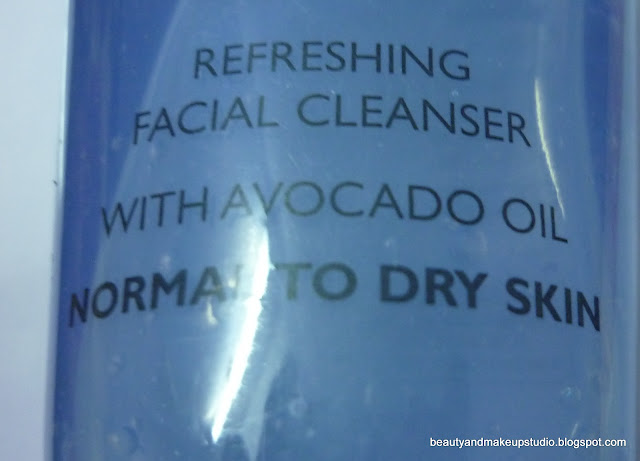 REFRESHING
FACIAL CLEANSER
WITH AVOCADO OIL
NORMAL TO DRY SKIN
beautyandmakeupstudio.blogspot.com